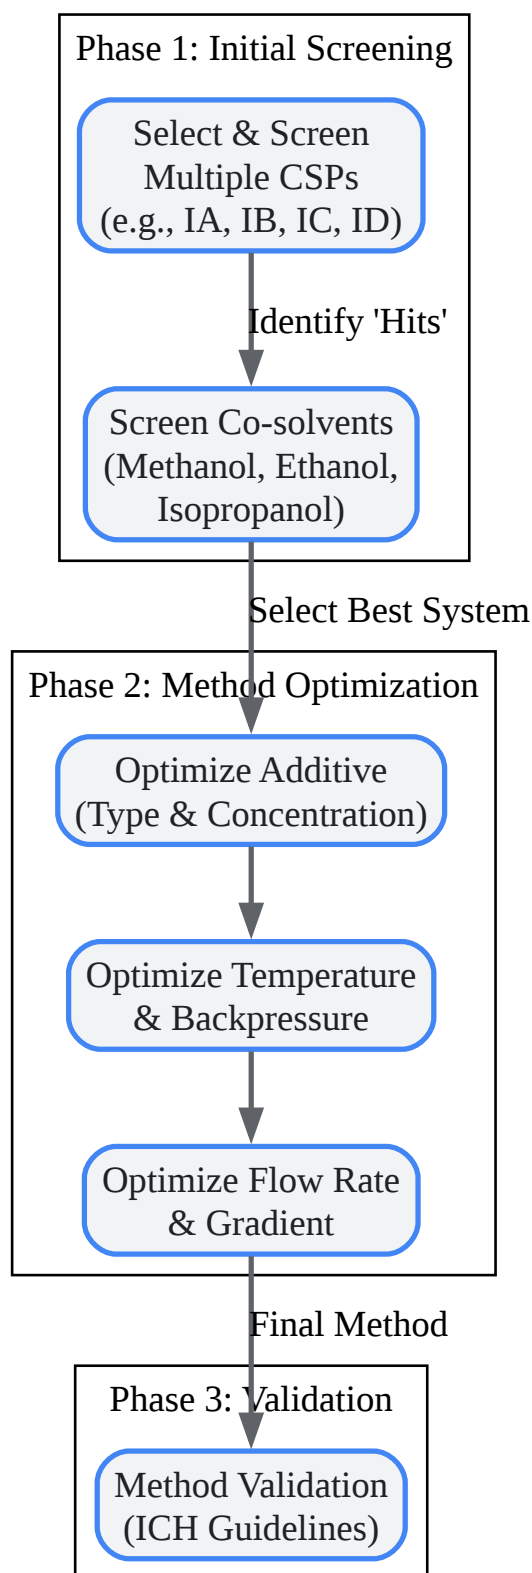 Phase 1: Initial Screening
Select & Screen
Multiple CSPs
(e.g., IA, IB, IC, ID)
Identify 'Hits'
Screen Co-solvents
(Methanol, Ethanol,
Isopropanol)
Select Best System
Phase 2: Method Optimization
Optimize Additive
(Type & Concentration)
Optimize Temperature
& Backpressure
Optimize Flow Rate
& Gradient
Final Method
Phase 3: Validation
Method Validation
(ICH Guidelines)